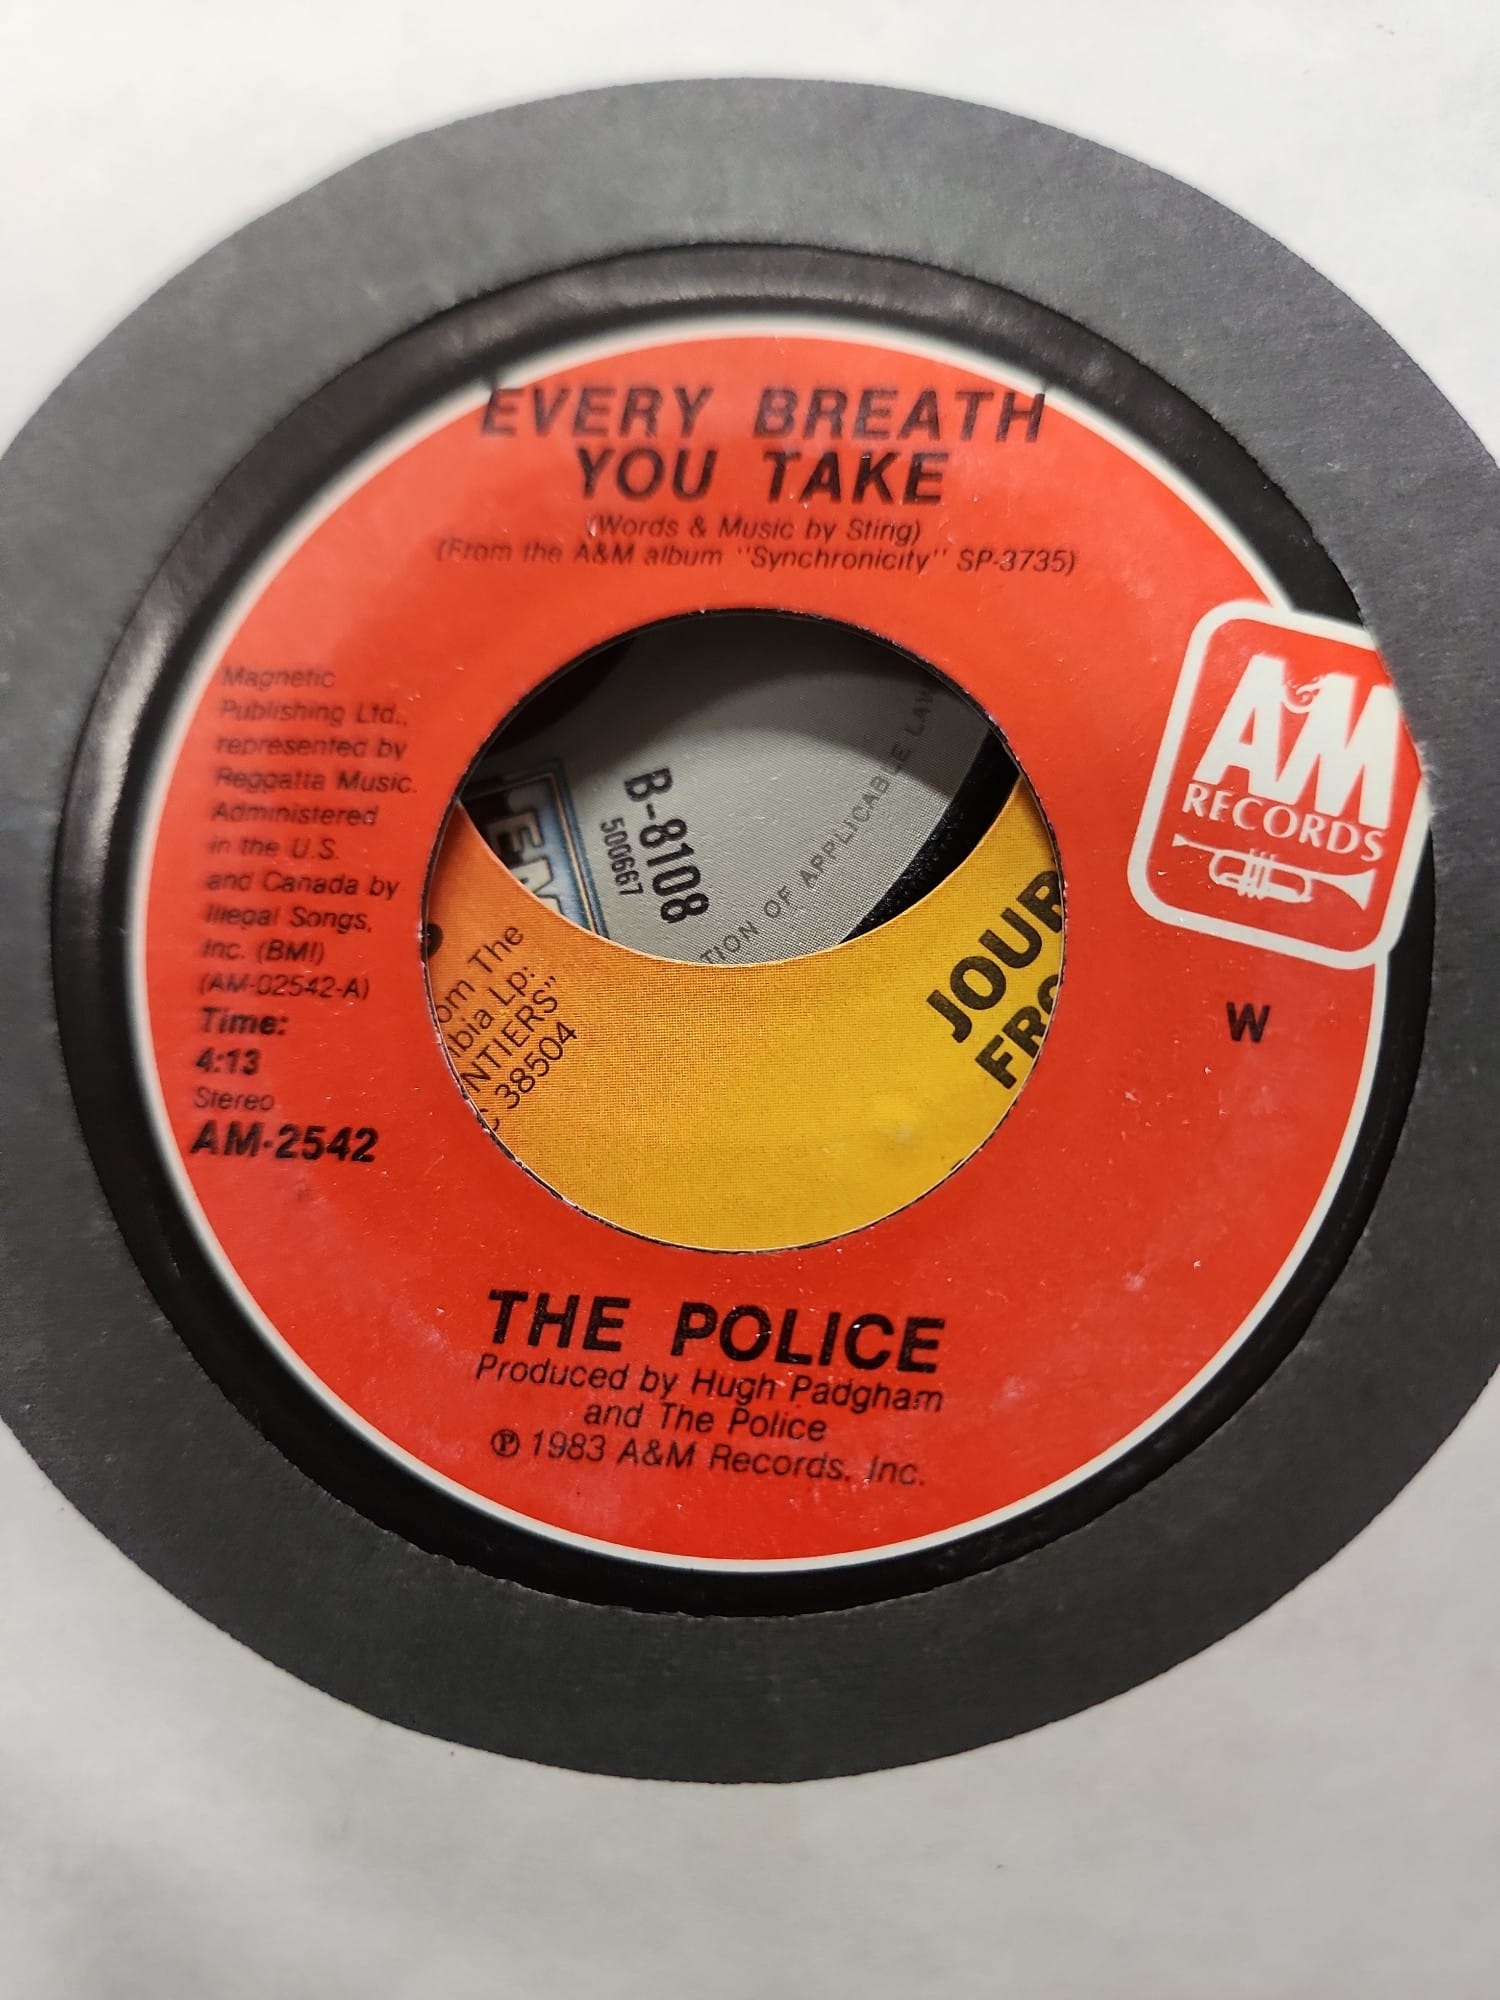 EVERY BREATH
YOU TAKE
(Words & Music by Sting)
(From the A&M album "Synchronicity" SP-3735)
Magnetic
Publishing Ltd.,
represented by
Reggatta Music.
Administered
in the U.S.
and Canada by
Illegal Songs,
Inc. (BMI)
(AM-02542-A)
Time:
4:13
Stereo
AM-2542
A&M
RECORDS
W
B-8108
500667
TION OF APPLICABLE LAW
om The
bia Lp:
NTIERS"
38504
JOUR
FRO
THE POLICE
Produced by Hugh Padgham
and The Police
℗ 1983 A&M Records, Inc.